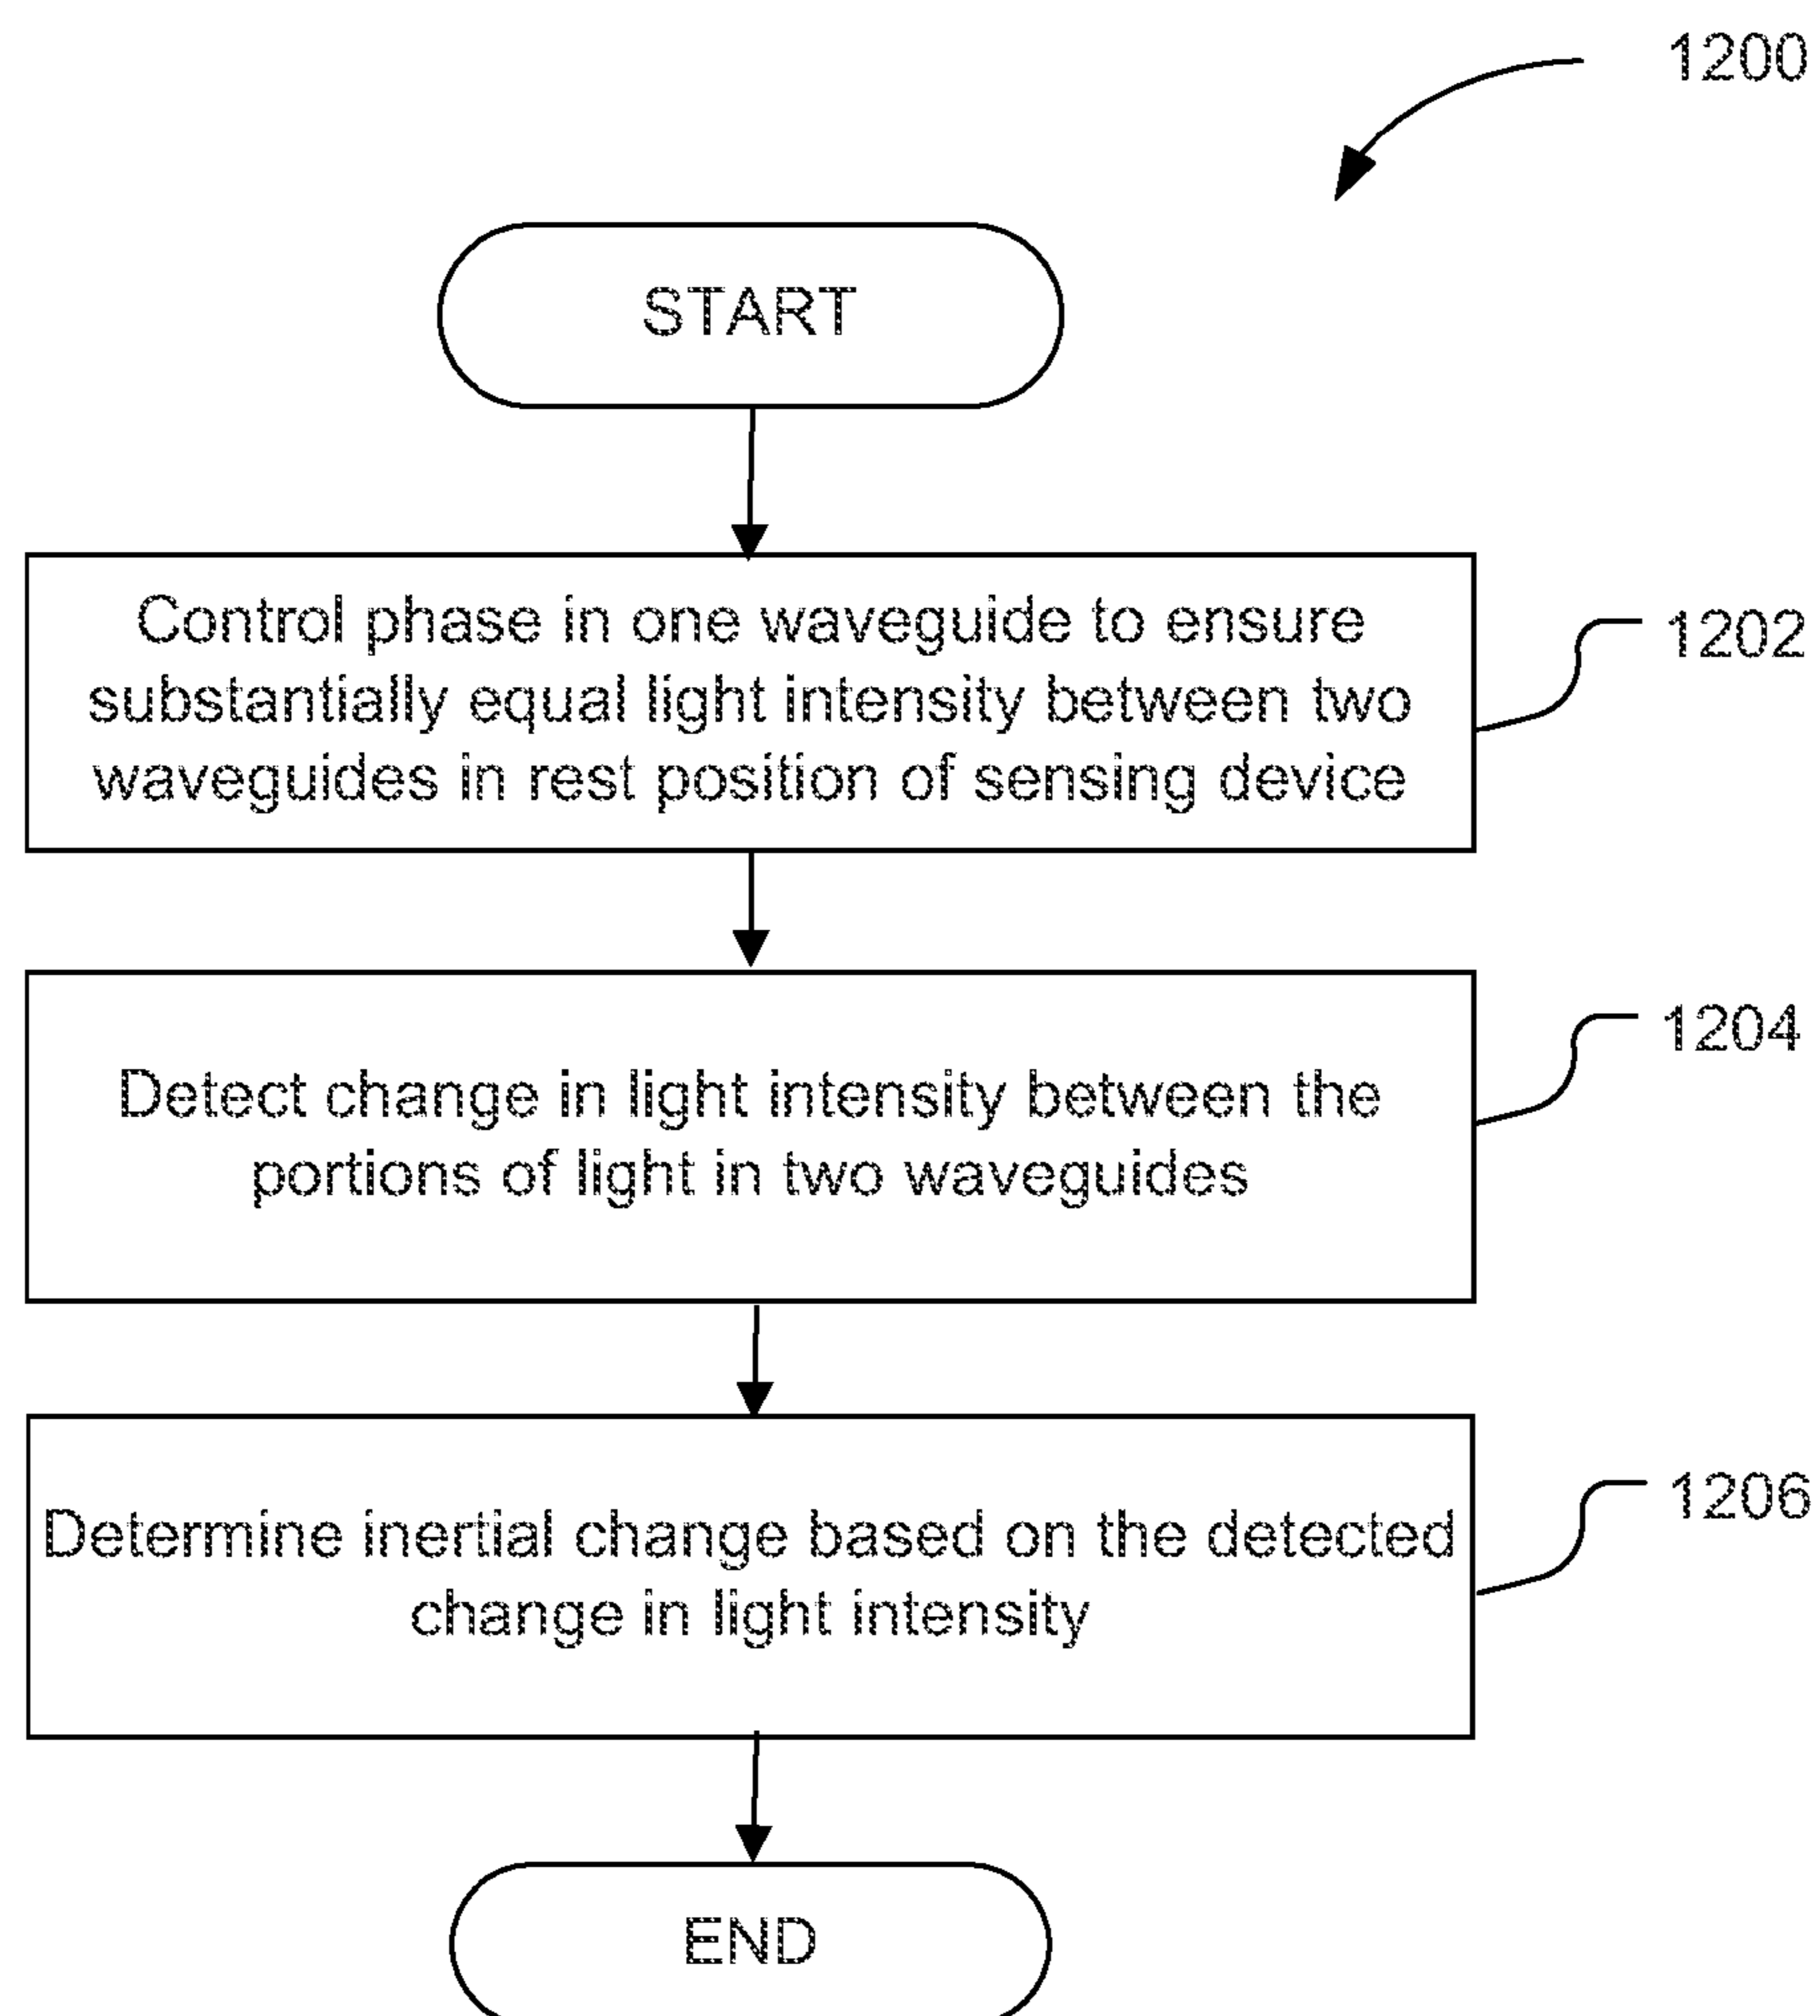 1200
START
Control phase in one waveguide to ensure
substantially equal light intensity between two
waveguides in rest position of sensing device
1202
Detect change in light intensity between the
portions of light in two waveguides
1204
Determine inertial change based on the detected
change in light intensity
1206
END